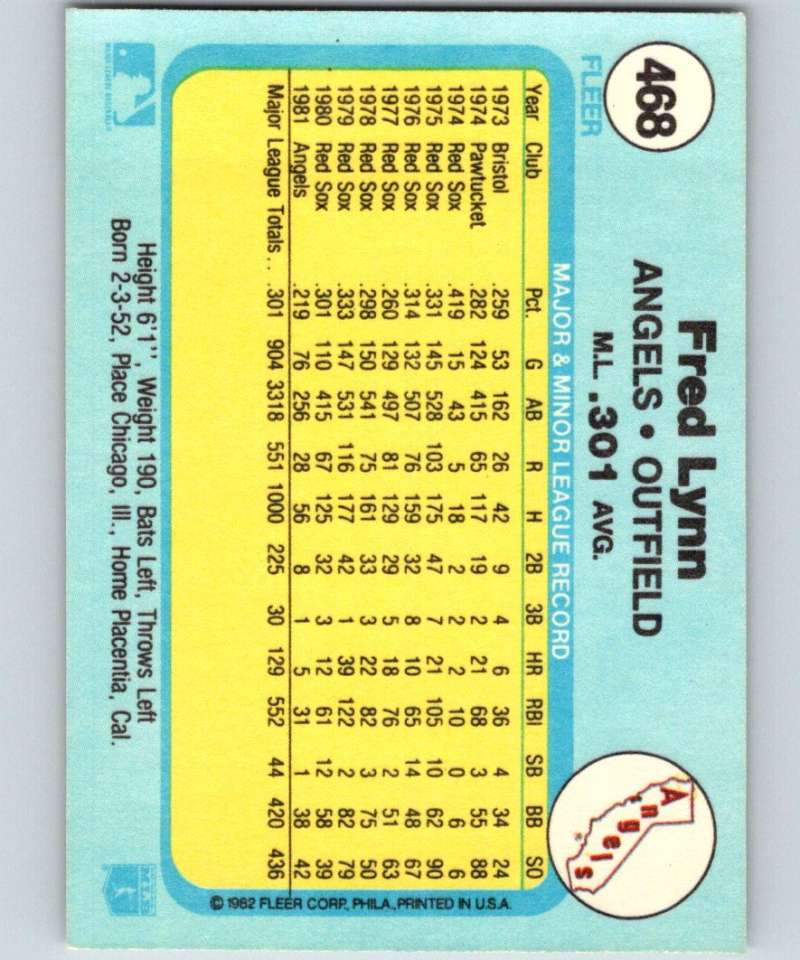 468
FLEER
Fred Lynn
ANGELS • OUTFIELD
M.L. .301 AVG.
Angels
MAJOR & MINOR LEAGUE RECORD
Year Club Pct. G AB R H 2B 3B HR RBI SB BB SO
1973 Bristol .259 53 162 26 42 9 4 6 36 4 34 24
1974 Pawtucket .282 124 415 65 117 19 2 21 68 3 55 88
1974 Red Sox .419 15 43 5 18 2 2 2 10 0 6 6
1975 Red Sox .331 145 528 103 175 47 7 21 105 10 62 90
1976 Red Sox .314 132 507 76 159 32 8 10 65 14 48 67
1977 Red Sox .260 129 497 81 129 29 5 18 76 2 51 63
1978 Red Sox .298 150 541 75 161 33 3 22 82 3 75 50
1979 Red Sox .333 147 531 116 177 42 1 39 122 2 82 79
1980 Red Sox .301 110 415 67 125 32 3 12 61 12 58 39
1981 Angels .219 76 256 28 56 8 1 5 31 1 38 42
Major League Totals . . .301 904 3318 551 1000 225 30 129 552 44 420 436
© 1982 FLEER CORP., PHILA., PRINTED IN U.S.A.
Height 6'1", Weight 190, Bats Left, Throws Left
Born 2-3-52, Place Chicago, Ill., Home Placentia, Cal.